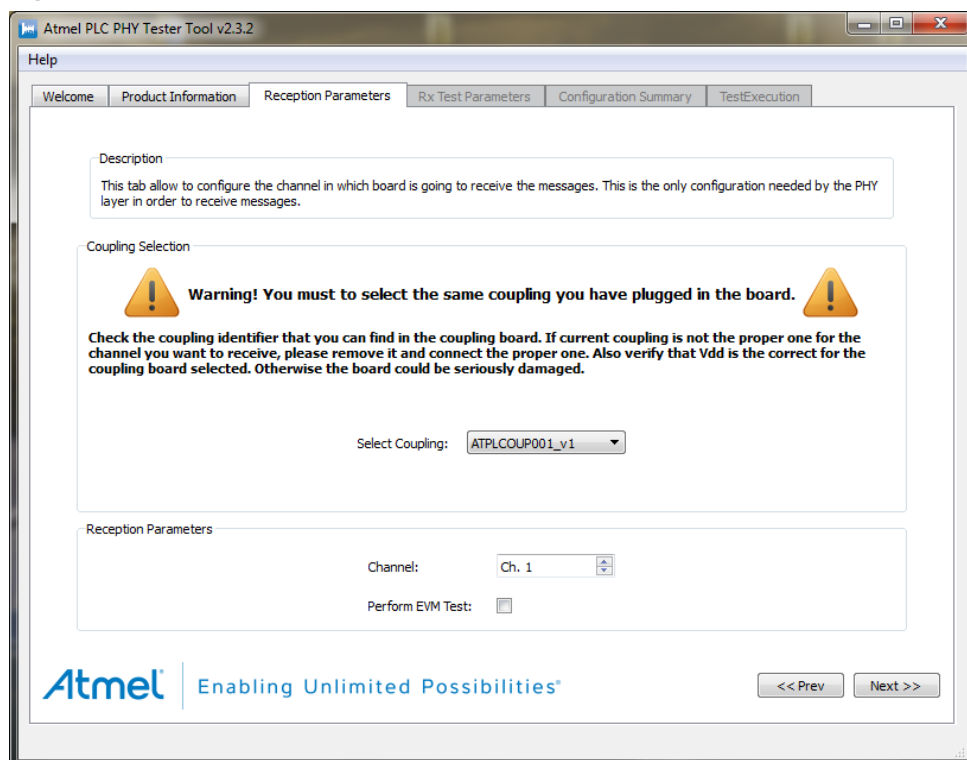 Atmel PLC PHY Tester Tool v2.3.2
Help
Welcome Product Information Reception Parameters Rx Test Parameters Configuration Summary TestExecution
Description
This tab allow to configure the channel in which board is going to receive the messages. This is the only configuration needed by the PHY
layer in order to receive messages.
Coupling Selection
Warning! You must to select the same coupling you have plugged in the board.
Check the coupling identifier that you can find in the coupling board. If current coupling is not the proper one for the
channel you want to receive, please remove it and connect the proper one. Also verify that Vdd is the correct for the
coupling board selected. Otherwise the board could be seriously damaged.
Select Coupling: ATPLCOUP001_v1
Reception Parameters
Channel: Ch. 1
Perform EVM Test:
Atmel Enabling Unlimited Possibilities®
<< Prev Next >>